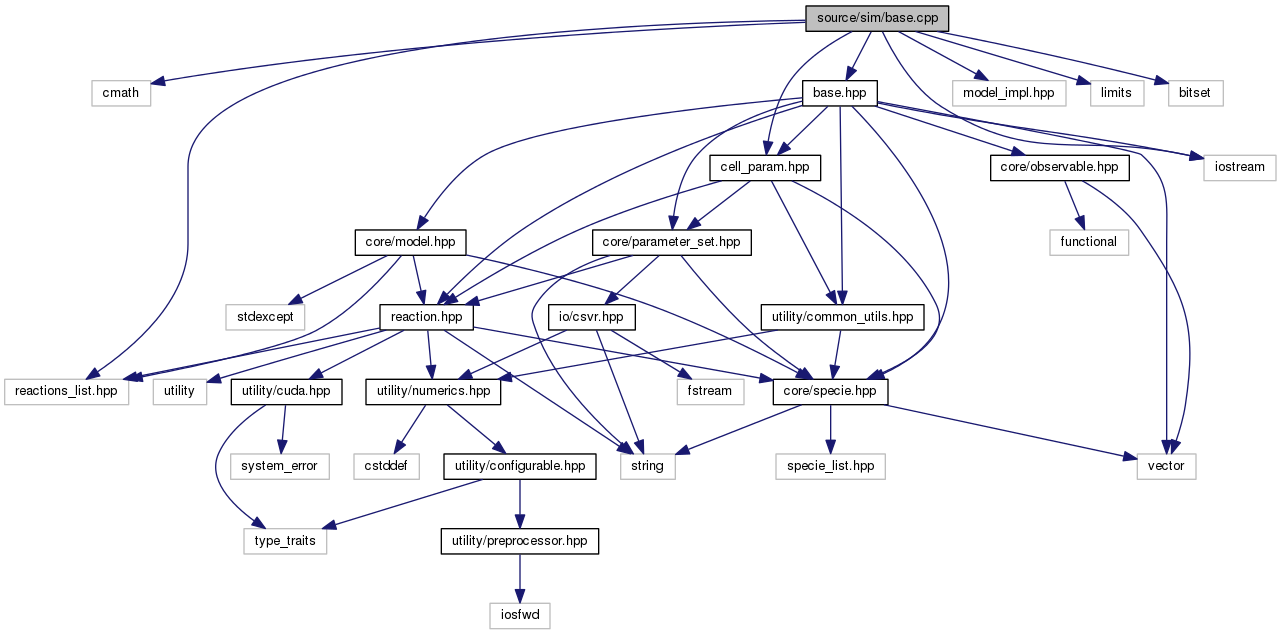 source/sim/base.cpp
cmath
base.hpp
model_impl.hpp
limits
bitset
cell_param.hpp
core/observable.hpp
iostream
core/model.hpp
core/parameter_set.hpp
functional
stdexcept
reaction.hpp
io/csvr.hpp
utility/common_utils.hpp
reactions_list.hpp
utility
utility/cuda.hpp
utility/numerics.hpp
fstream
core/specie.hpp
system_error
cstddef
utility/configurable.hpp
string
specie_list.hpp
vector
type_traits
utility/preprocessor.hpp
iosfwd